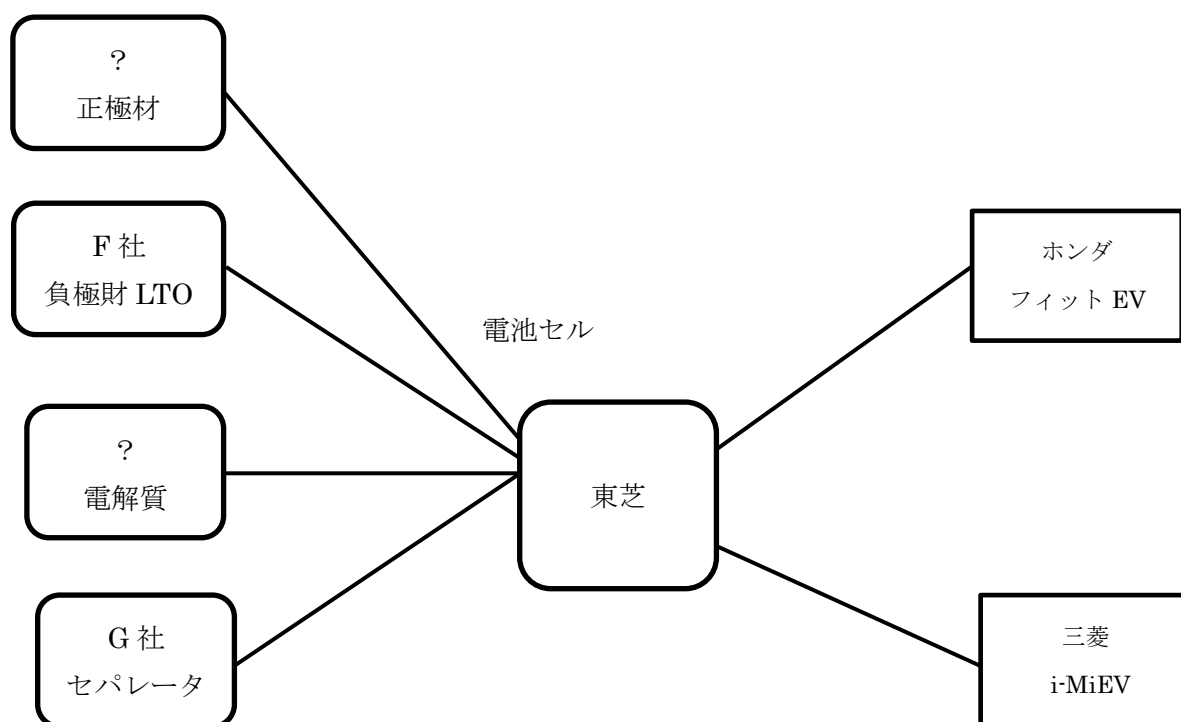 ？
正極材
F 社
負極財 LTO
？
電解質
G 社
セパレータ
電池セル
東芝
ホンダ
フィット EV
三菱
i-MiEV